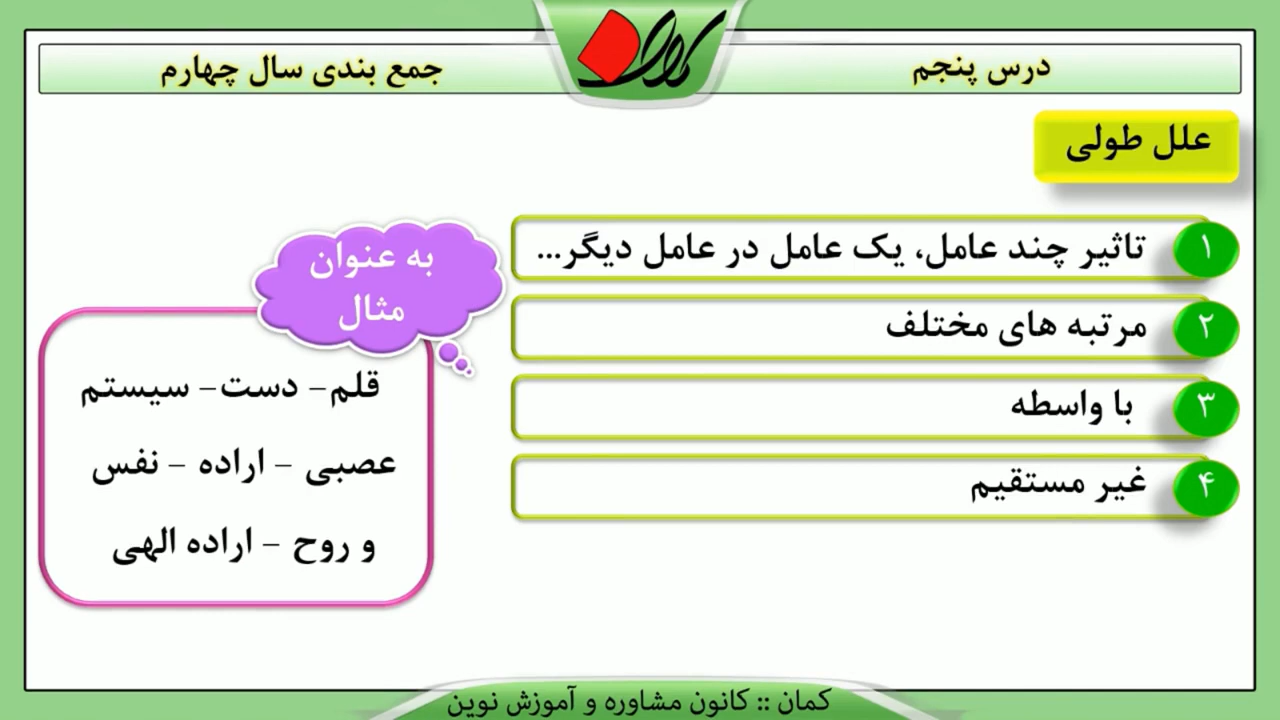 درس پنجم
کمان
جمع بندی سال چهارم
علل طولی
۱ تاثیر چند عامل، یک عامل در عامل دیگر...
۲ مرتبه های مختلف
۳ با واسطه
۴ غیر مستقیم
به عنوان
مثال
قلم– دست– سیستم
عصبی – اراده – نفس
و روح – اراده الهی
کمان :: کانون مشاوره و آموزش نوین